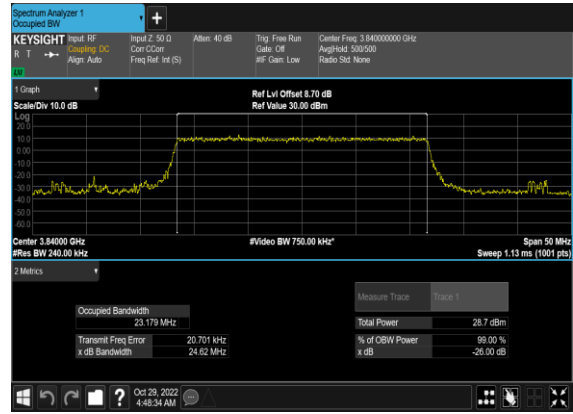 Spectrum Analyzer 1
Occupied BW
KEYSIGHT
R T
LW
Input: RF
Coupling: DC
Align: Auto
Input Z: 50 Ω
Corr CCorr
Freq Ref: Int (S)
Atten: 40 dB
Trig: Free Run
Gate: Off
#IF Gain: Low
Center Freq: 3.840000000 GHz
Avg|Hold: 500/500
Radio Std: None
1 Graph
Scale/Div 10.0 dB
Ref Lvl Offset 8.70 dB
Ref Value 30.00 dBm
Log
20.0
10.0
0.00
-10.0
-20.0
-30.0
-40.0
-50.0
-60.0
Center 3.84000 GHz
#Res BW 240.00 kHz
#Video BW 750.00 kHz*
Span 50 MHz
Sweep 1.13 ms (1001 pts)
2 Metrics
Measure Trace Trace 1
Occupied Bandwidth
23.179 MHz
Total Power 28.7 dBm
Transmit Freq Error 20.701 kHz
% of OBW Power 99.00 %
x dB Bandwidth 24.62 MHz
x dB -26.00 dB
?
Oct 29, 2022
4:48:34 AM